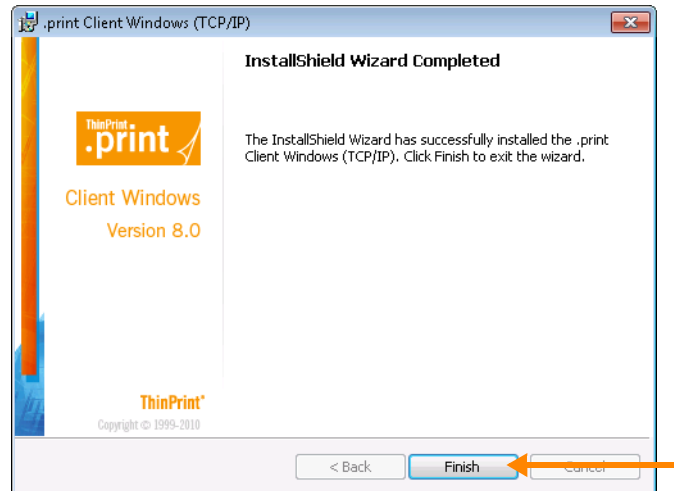 .print Client Windows (TCP/IP)
InstallShield Wizard Completed
ThinPrint
.print
The InstallShield Wizard has successfully installed the .print
Client Windows (TCP/IP). Click Finish to exit the wizard.
Client Windows
Version 8.0
ThinPrint®
Copyright © 1999-2010
< Back
Finish
Cancel